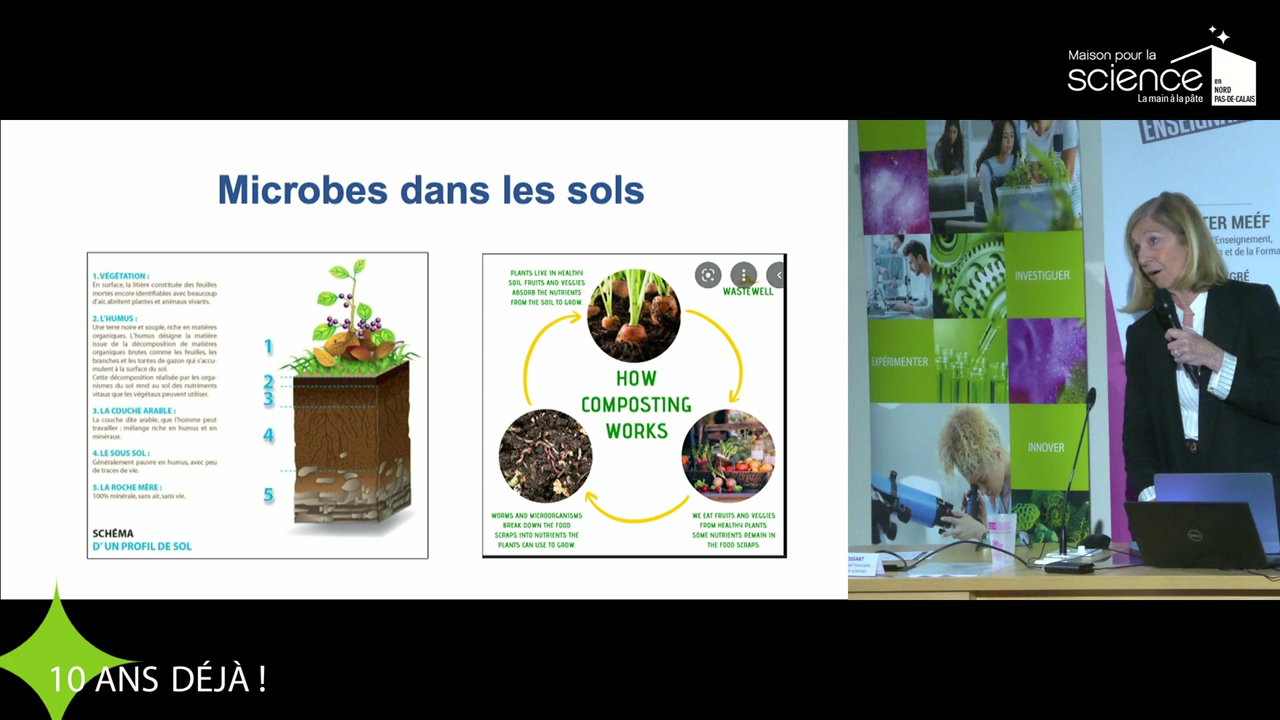 Maison pour la
science
en
NORD
PAS-DE-CALAIS
La main à la pâte
Microbes dans les sols
1. VÉGÉTATION :
En surface, la litière constituée des feuilles
mortes encore identifiables avec beaucoup
d'air, abritent plantes et animaux vivants.
2. L'HUMUS :
Une terre noire et souple, riche en matières
organiques. L'humus désigne la matière
issue de la décomposition de matières
organiques brutes comme les feuilles, les
branches et les tontes de gazon qui s'accu-
mulent à la surface du sol.
Cette décomposition réalisée par les orga-
nismes du sol rend au sol des nutriments
vitaux que les végétaux peuvent utiliser.
3. LA COUCHE ARABLE :
La couche dite arable, que l'homme peut
travailler : mélange riche en humus et en
minéraux.
4. LE SOUS SOL :
Généralement pauvre en humus, avec peu
de traces de vie.
5. LA ROCHE MÈRE :
100% minérale, sans air, sans vie.
SCHÉMA
D' UN PROFIL DE SOL
1
2
3
4
5
PLANTS LIVE IN HEALTHY
SOIL. FRUITS AND VEGGIES
ABSORB THE NUTRIENTS
FROM THE SOIL TO GROW.
WASTEWELL
HOW
COMPOSTING
WORKS
WORMS AND MICROORGANISMS
BREAK DOWN THE FOOD
SCRAPS INTO NUTRIENTS THE
PLANTS CAN USE TO GROW.
WE EAT FRUITS AND VEGGIES
FROM HEALTHY PLANTS
SOME NUTRIENTS REMAIN IN
THE FOOD SCRAPS.
INVESTIGUER
EXPÉRIMENTER
INNOVER
TER MEÉF
l'Enseignement,
n et de la Forma
GRÉ
DELL
OSSART
10 ANS DÉJÀ !